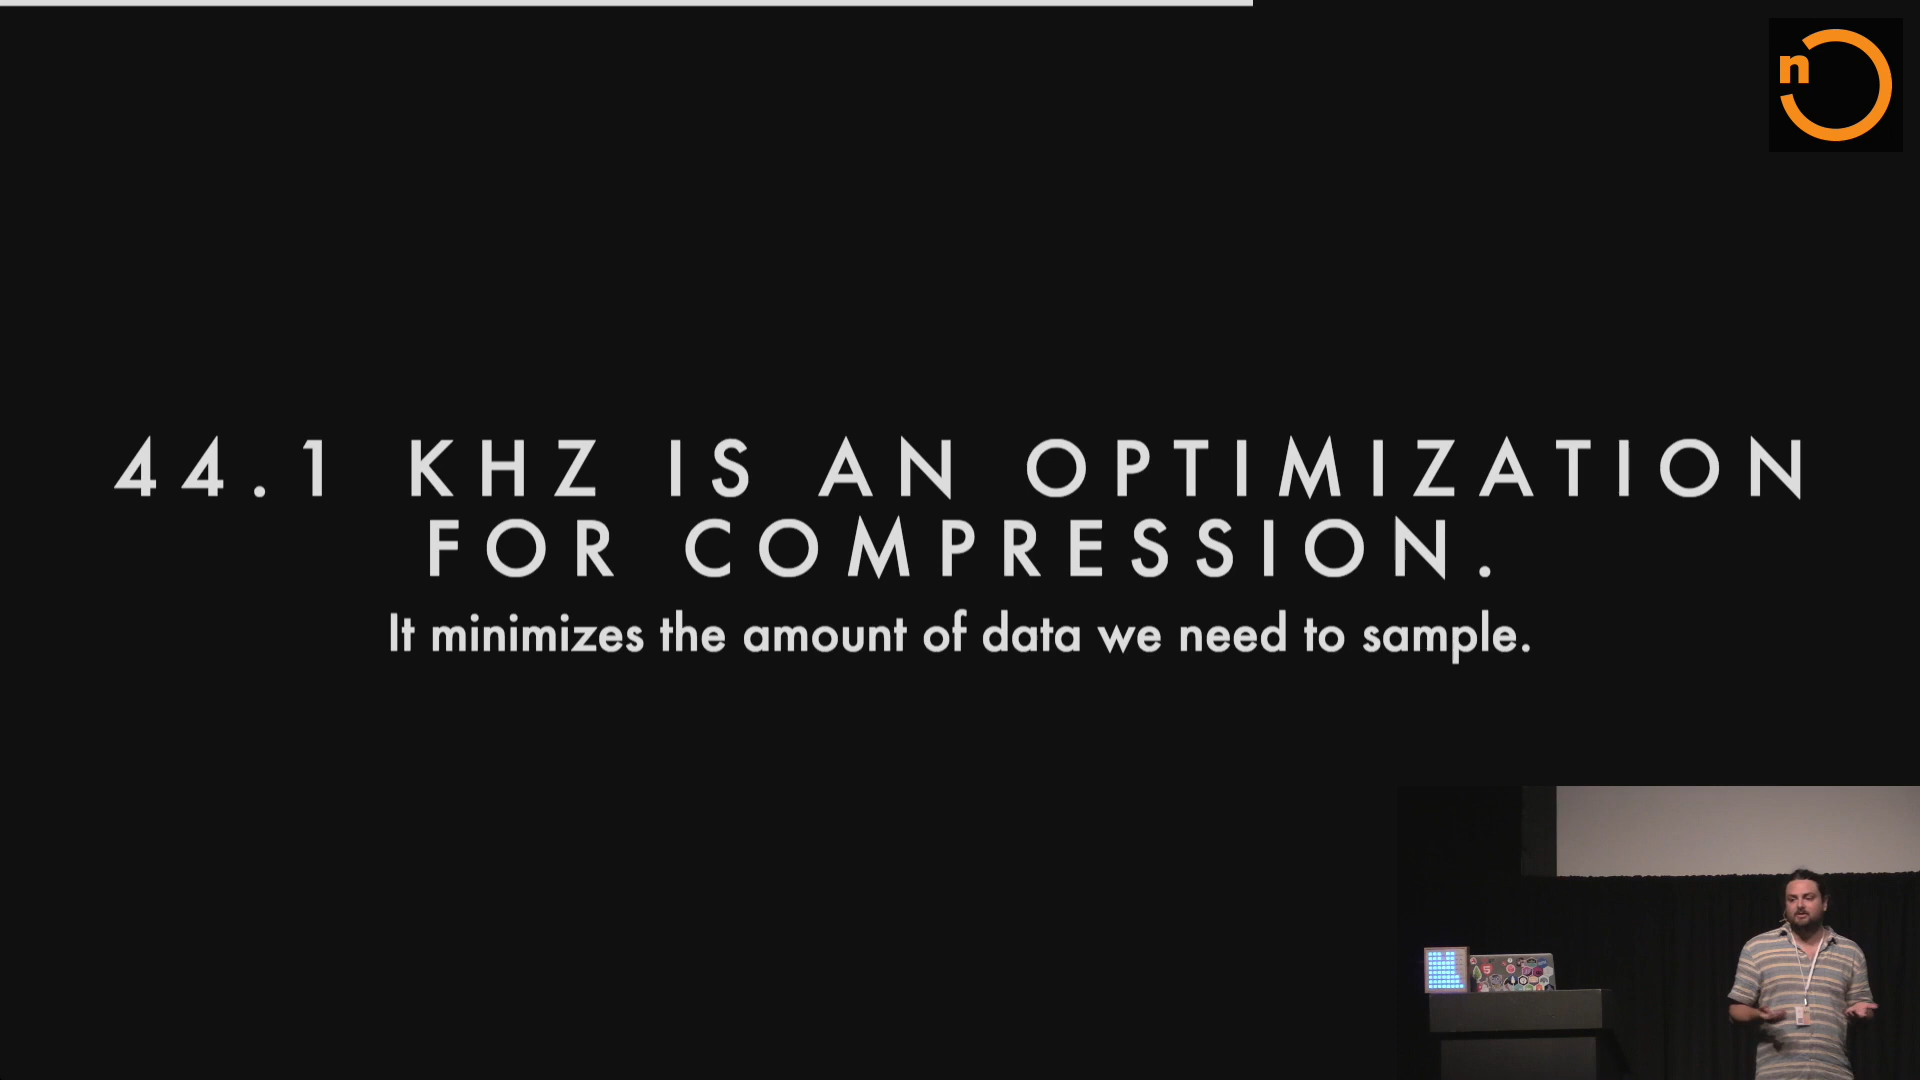 n
44.1 KHZ IS AN OPTIMIZATION
FOR COMPRESSION.
It minimizes the amount of data we need to sample.